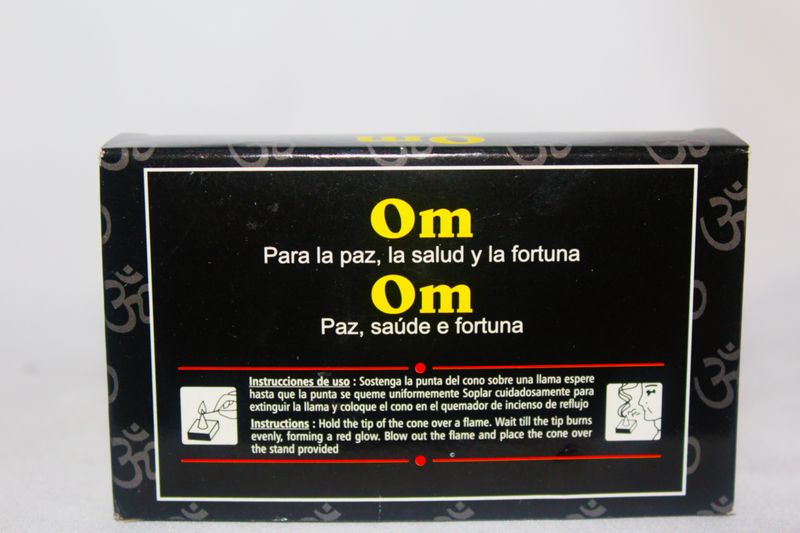 Om
Om
Para la paz, la salud y la fortuna
Om
Paz, saúde e fortuna
Instrucciones de uso : Sostenga la punta del cono sobre una llama espere
hasta que la punta se queme uniformemente Soplar cuidadosamente para
extinguir la llama y coloque el cono en el quemador de incienso de reflujo
Instructions : Hold the tip of the cone over a flame. Wait till the tip burns
evenly, forming a red glow. Blow out the flame and place the cone over
the stand provided